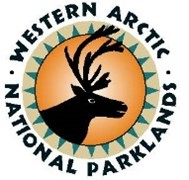 WESTERN ARCTIC
· NATIONAL PARKLANDS ·